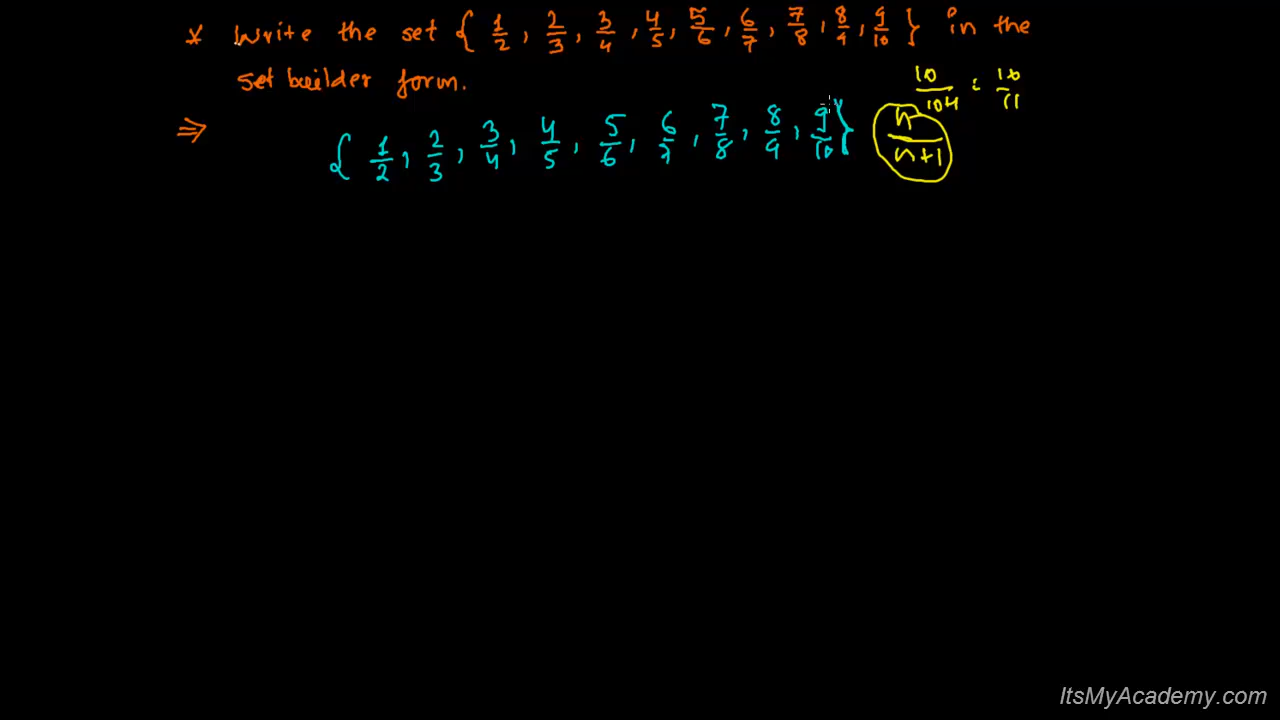 * Write the set { 1/2, 2/3, 3/4, 4/5, 5/6, 6/7, 7/8, 8/9, 9/10 } in the
set builder form.
10/104 = 10/11
⇒ { 1/2, 2/3, 3/4, 4/5, 5/6, 6/7, 7/8, 8/9, 9/10 } n/n+1
ItsMyAcademy.com